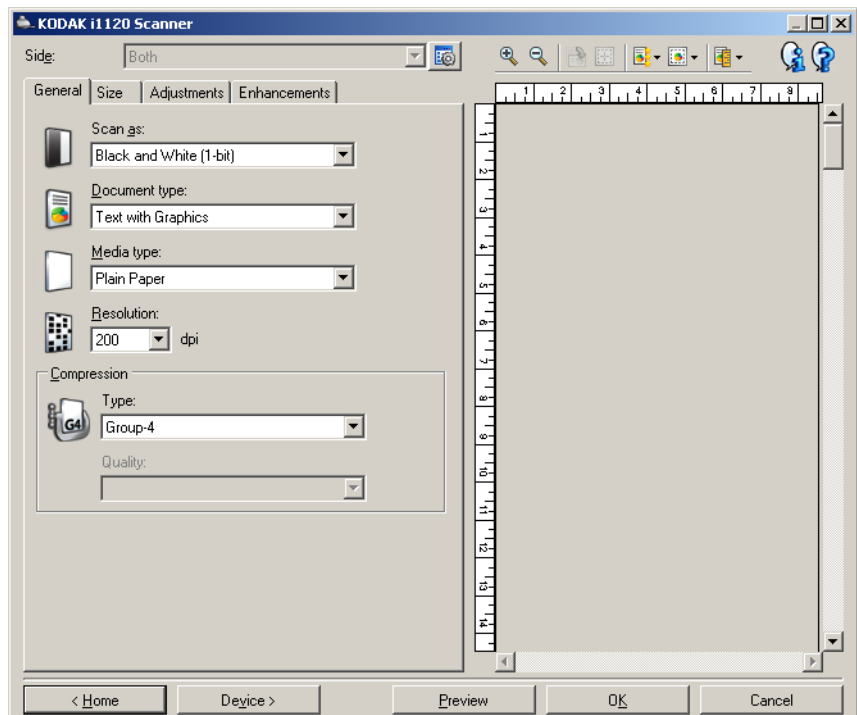 KODAK i1120 Scanner
Side: Both
General Size Adjustments Enhancements
Scan as:
Black and White (1-bit)
Document type:
Text with Graphics
Media type:
Plain Paper
Resolution:
200 dpi
Compression
Type:
G4 Group-4
Quality:
1 2 3 4 5 6 7 8
1
2
3
4
5
6
7
8
9
10
11
12
13
14
< Home Device > Preview OK Cancel